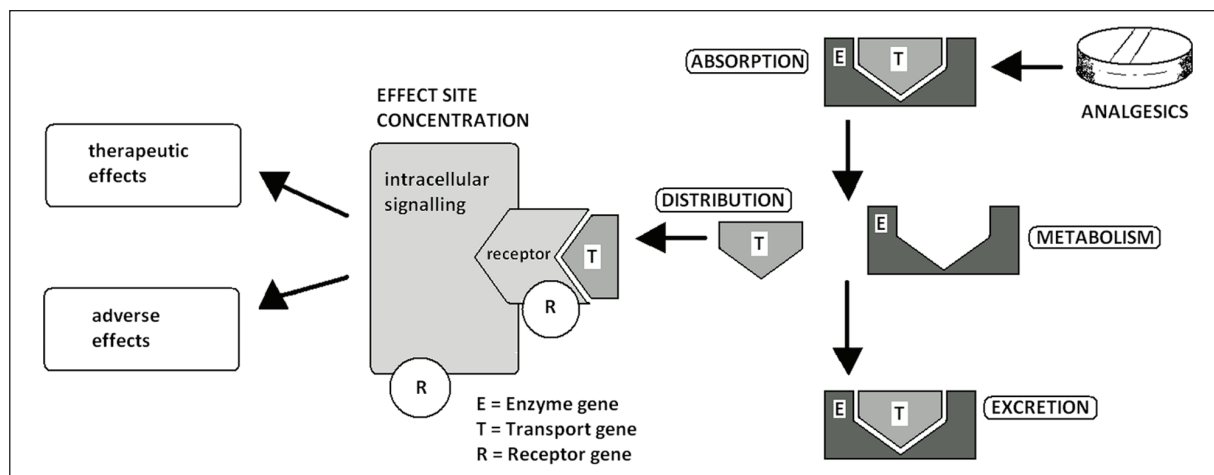 ABSORPTION
E
T
ANALGESICS
EFFECT SITE
CONCENTRATION
therapeutic
effects
intracellular
signalling
DISTRIBUTION
T
E
METABOLISM
receptor
T
R
adverse
effects
R
E = Enzyme gene
T = Transport gene
R = Receptor gene
E
T
EXCRETION